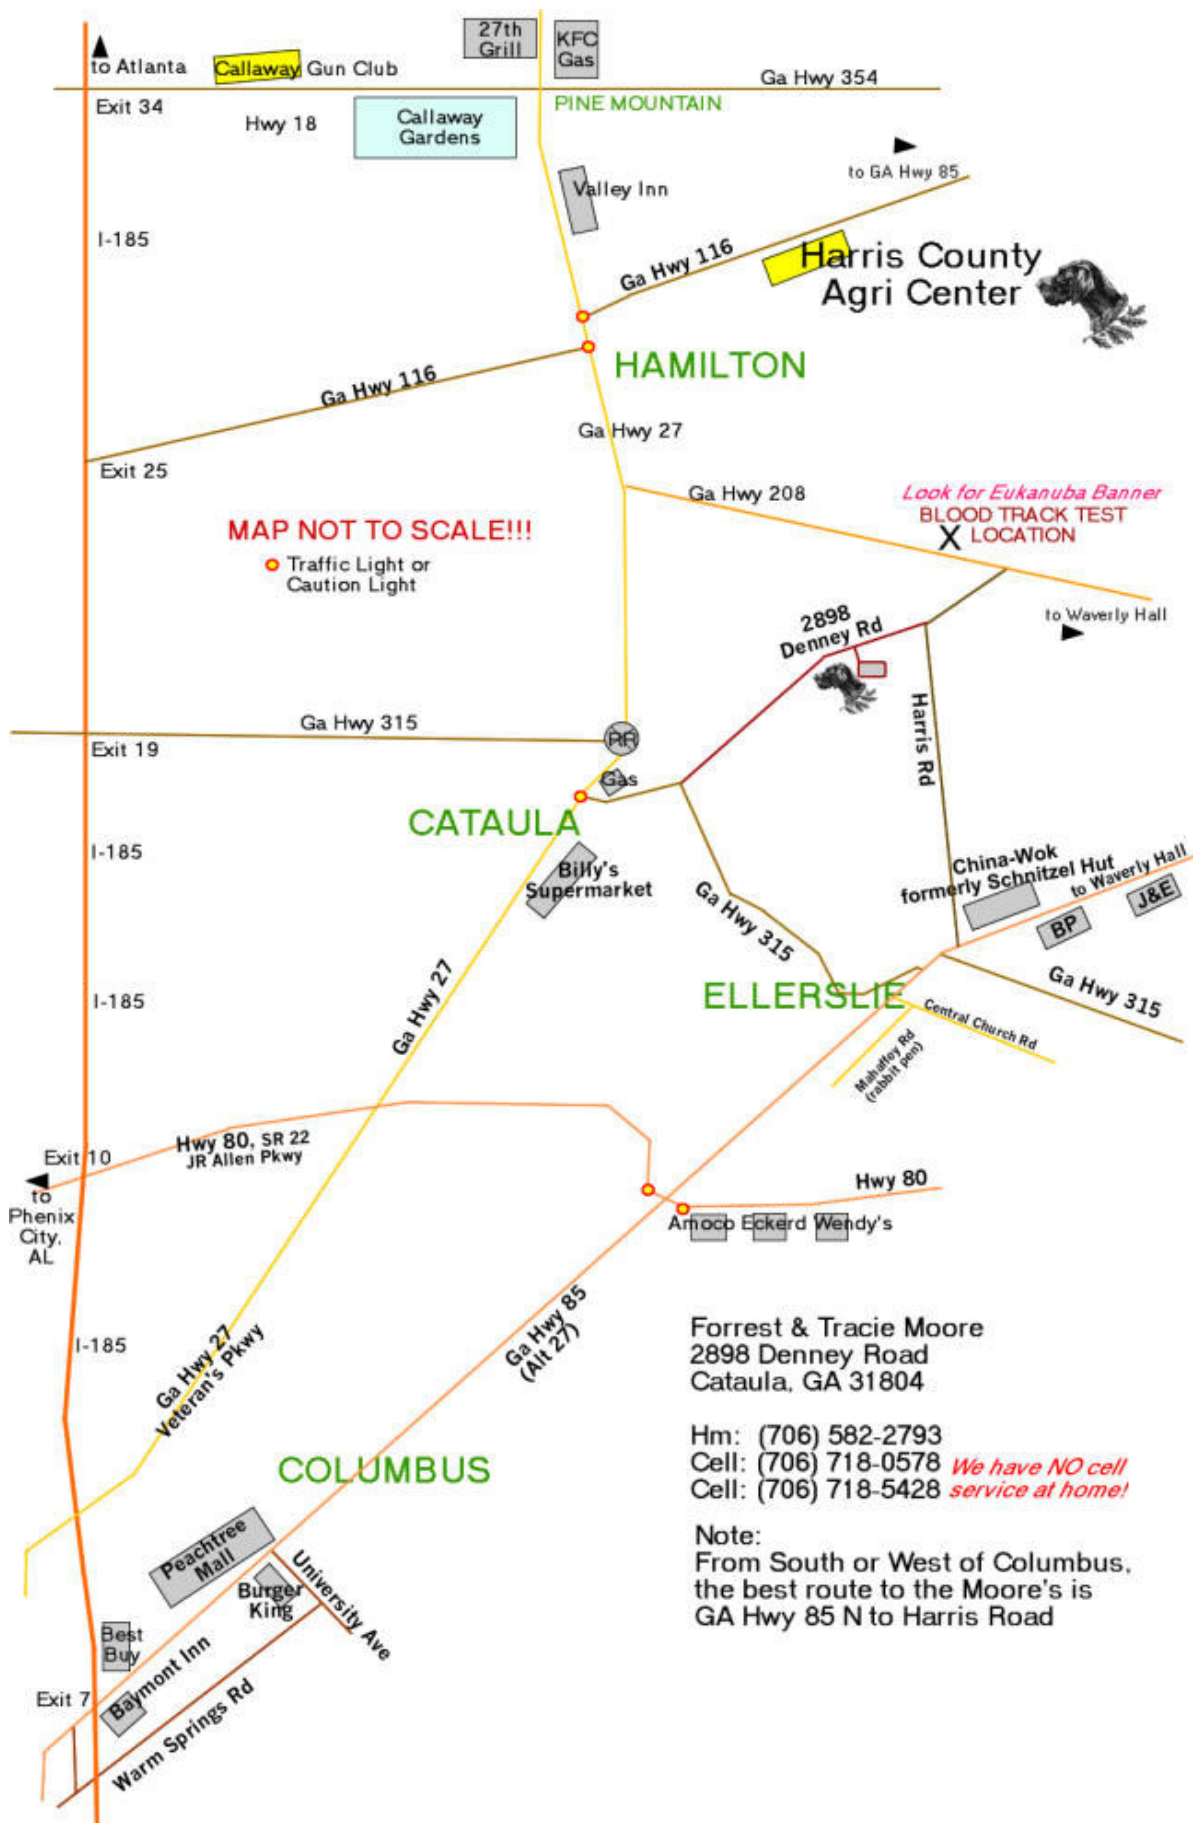 27th
Grill
KFC
Gas
to Atlanta
Callaway Gun Club
Ga Hwy 354
Exit 34
Hwy 18
Callaway
Gardens
PINE MOUNTAIN
to GA Hwy 85
Valley Inn
I-185
Ga Hwy 116
Harris County
Agri Center
HAMILTON
Ga Hwy 116
Ga Hwy 27
Exit 25
Ga Hwy 208
Look for Eukanuba Banner
BLOOD TRACK TEST
X LOCATION
MAP NOT TO SCALE!!!
Traffic Light or
Caution Light
2898
Denney Rd
to Waverly Hall
Harris Rd
Ga Hwy 315
RR
Exit 19
Gas
CATAULA
I-185
Billy's
Supermarket
China-Wok
formerly Schnitzel Hut
to Waverly Hall
J&E
BP
Ga Hwy 315
Ga Hwy 27
ELLERSLIE
Ga Hwy 315
I-185
Central Church Rd
Mahaffey Rd
(rabbit pen)
Hwy 80, SR 22
JR Allen Pkwy
Exit 10
to
Phenix
City,
AL
Hwy 80
Amoco Eckerd Wendy's
I-185
Ga Hwy 27
Veteran's Pkwy
Ga Hwy 85
(Alt 27)
Forrest & Tracie Moore
2898 Denney Road
Cataula, GA 31804
Hm: (706) 582-2793
Cell: (706) 718-0578 We have NO cell
Cell: (706) 718-5428 service at home!
COLUMBUS
Note:
From South or West of Columbus,
the best route to the Moore's is
GA Hwy 85 N to Harris Road
Peachtree
Mall
University Ave
Burger
King
Best
Buy
Baymont Inn
Exit 7
Warm Springs Rd